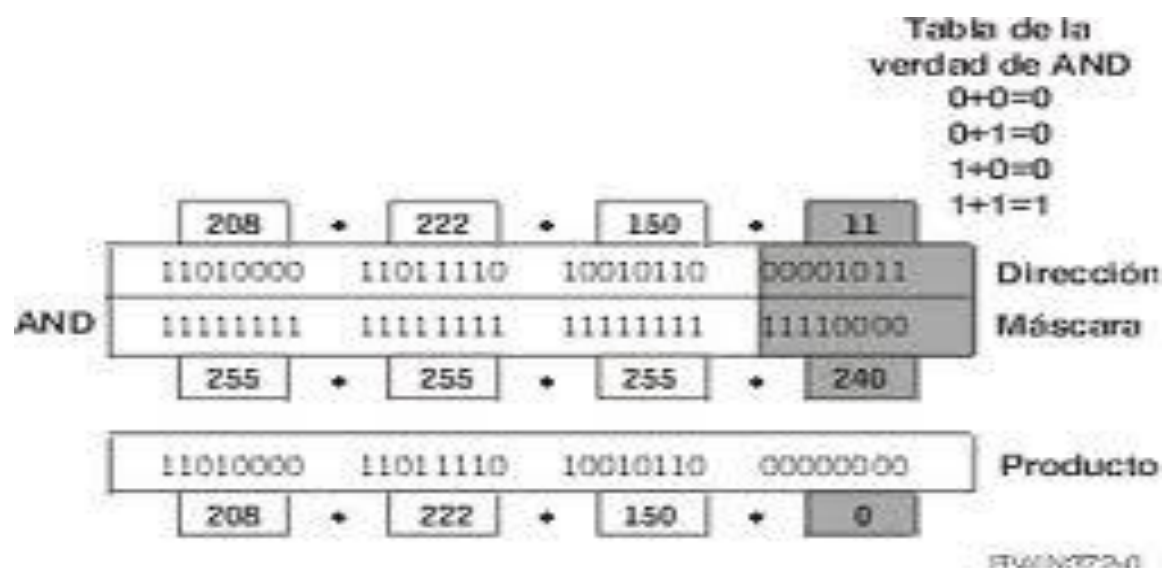 Tabla de la
verdad de AND
0+0=0
0+1=0
1+0=0
1+1=1
208 • 222 • 150 • 11
11010000 11011110 10010110 00001011 Dirección
AND 11111111 11111111 11111111 11110000 Máscara
255 • 255 • 255 • 240
11010000 11011110 10010110 00000000 Producto
208 • 222 • 150 • 0